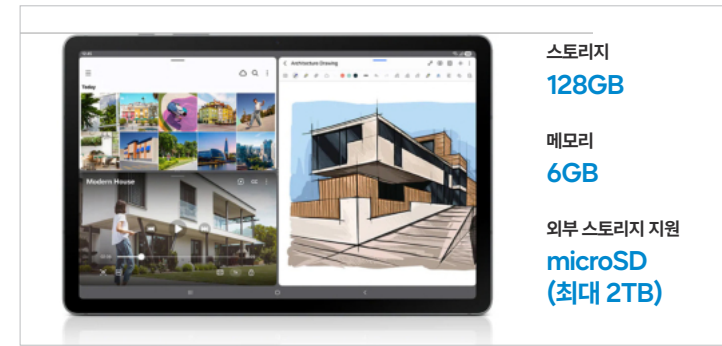 Today
Architecture Drawing
Modern House
스토리지
128GB
메모리
6GB
외부 스토리지 지원
microSD
(최대 2TB)